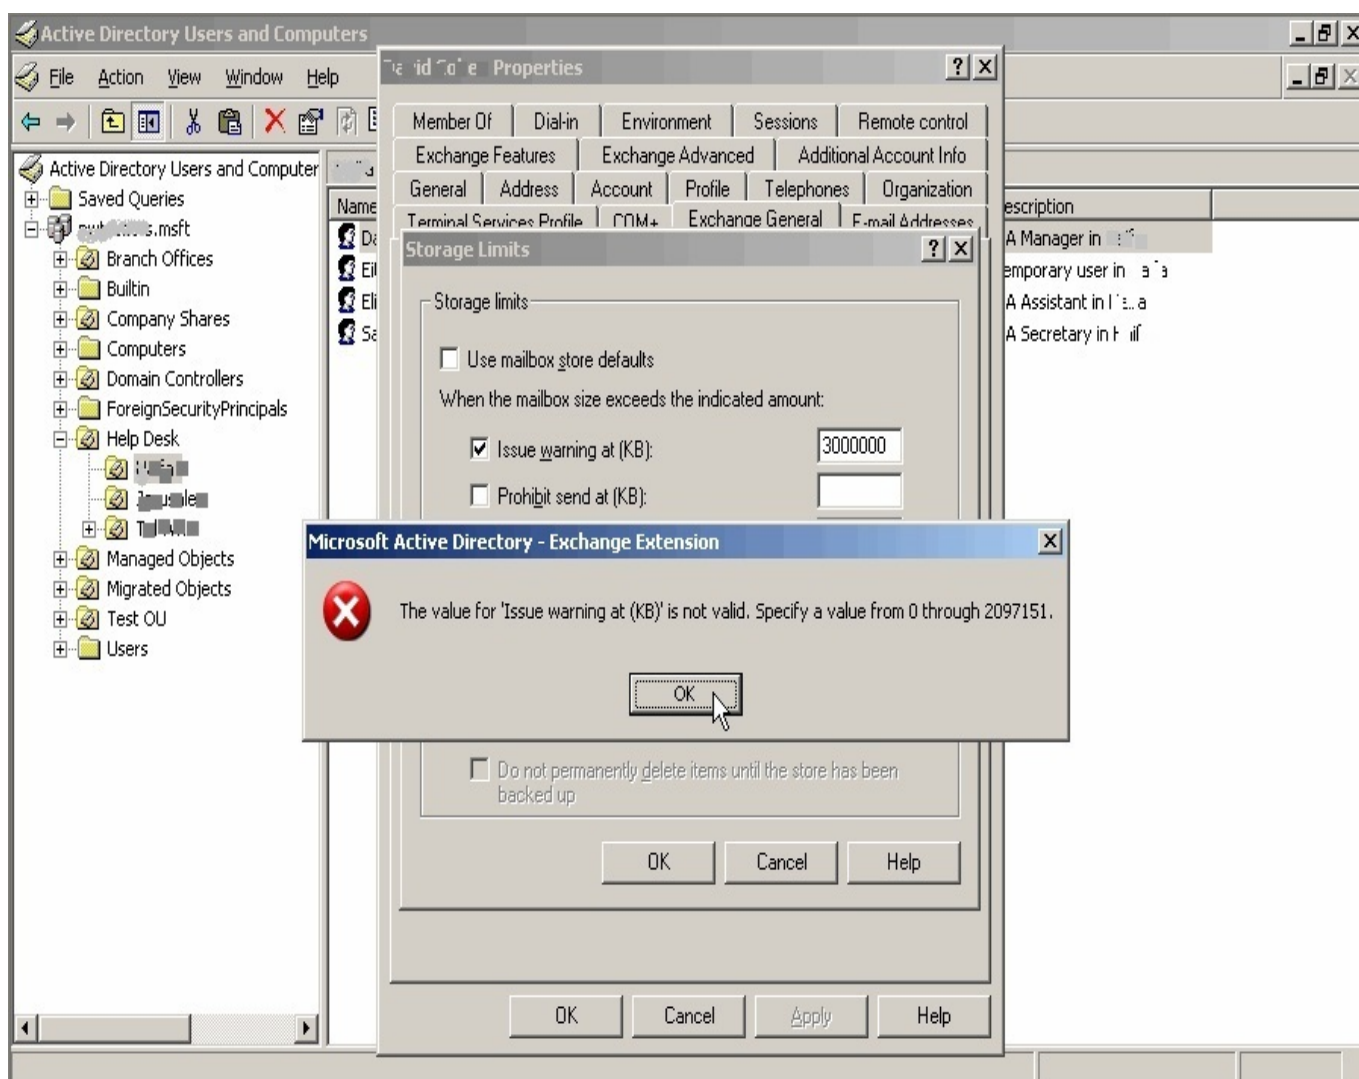 Active Directory Users and Computers
File Action View Window Help
Properties
Member Of Dial-in Environment Sessions Remote control
Exchange Features Exchange Advanced Additional Account Info
General Address Account Profile Telephones Organization
Terminal Services Profile COM+ Exchange General E-mail Addresses
Active Directory Users and Computer
Saved Queries
.msft
Branch Offices
Builtin
Company Shares
Computers
Domain Controllers
ForeignSecurityPrincipals
Help Desk
Managed Objects
Migrated Objects
Test OU
Users
Name
Da
Eli
Sa
escription
A Manager in
emporary user in
A Assistant in
A Secretary in
Storage Limits
Storage limits
Use mailbox store defaults
When the mailbox size exceeds the indicated amount:
Issue warning at (KB): 3000000
Prohibit send at (KB):
Microsoft Active Directory - Exchange Extension
The value for 'Issue warning at (KB)' is not valid. Specify a value from 0 through 2097151.
OK
Do not permanently delete items until the store has been
backed up
OK Cancel Help
OK Cancel Apply Help